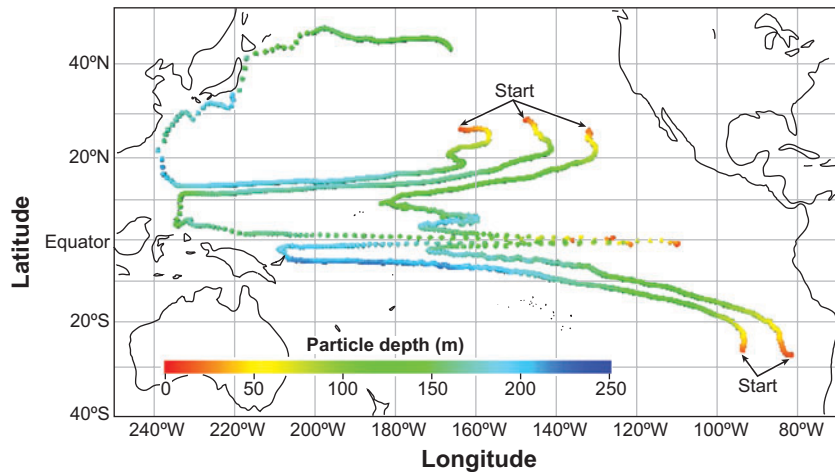 Latitude
40ºN
20ºN
Equator
20ºS
40ºS
Start
Particle depth (m)
0 50 100 150 200 250
Start
240ºW 220ºW 200ºW 180ºW 160ºW 140ºW 120ºW 100ºW 80ºW
Longitude